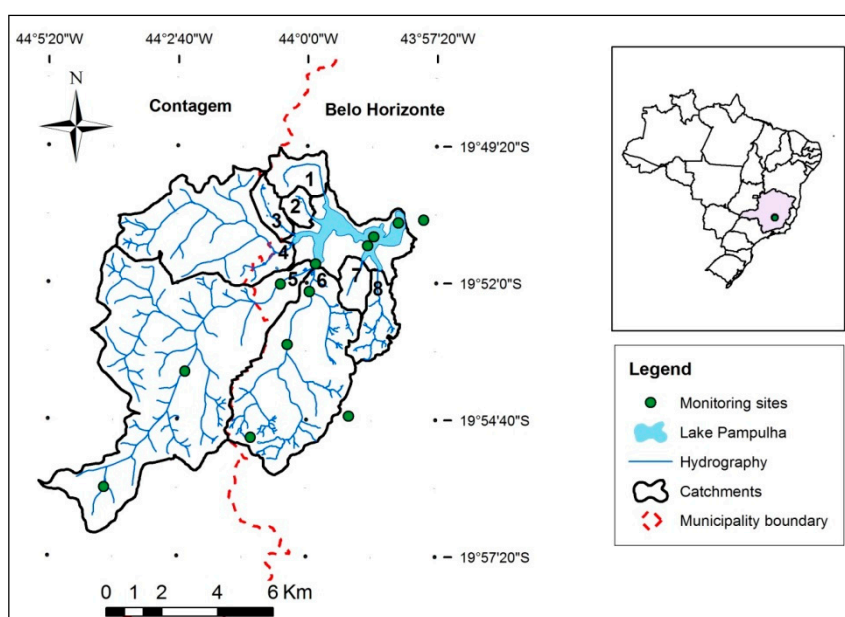 44°5'20"W 44°2'40"W 44°0'0"W 43°57'20"W
N
Contagem Belo Horizonte
19°49'20"S
1
2
3
4
19°52'0"S
5 6 7 8
19°54'40"S
19°57'20"S
0 1 2 4 6 Km
Legend
Monitoring sites
Lake Pampulha
Hydrography
Catchments
Municipality boundary